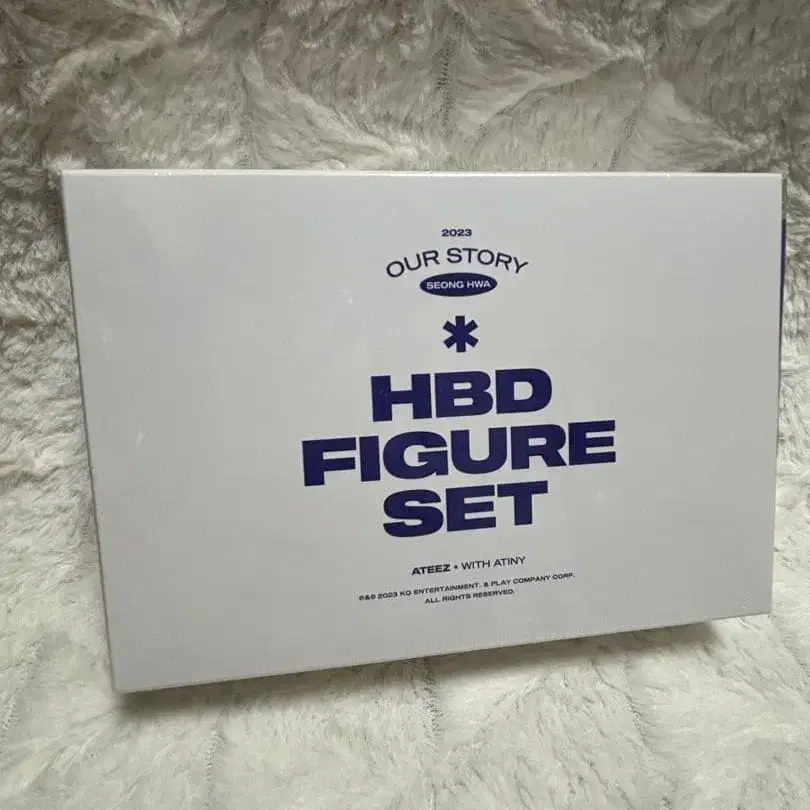 2023
OUR STORY
SEONG HWA
*
HBD
FIGURE
SET
ATEEZ • WITH ATINY
©&℗ 2023 KQ ENTERTAINMENT. & PLAY COMPANY CORP.
ALL RIGHTS RESERVED.